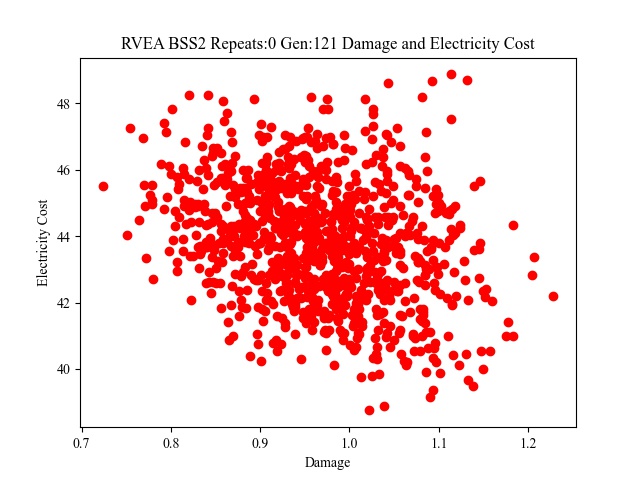 RVEA BSS2 Repeats:0 Gen:121 Damage and Electricity Cost
48
46
44
42
40
Electricity Cost
0.7 0.8 0.9 1.0 1.1 1.2
Damage